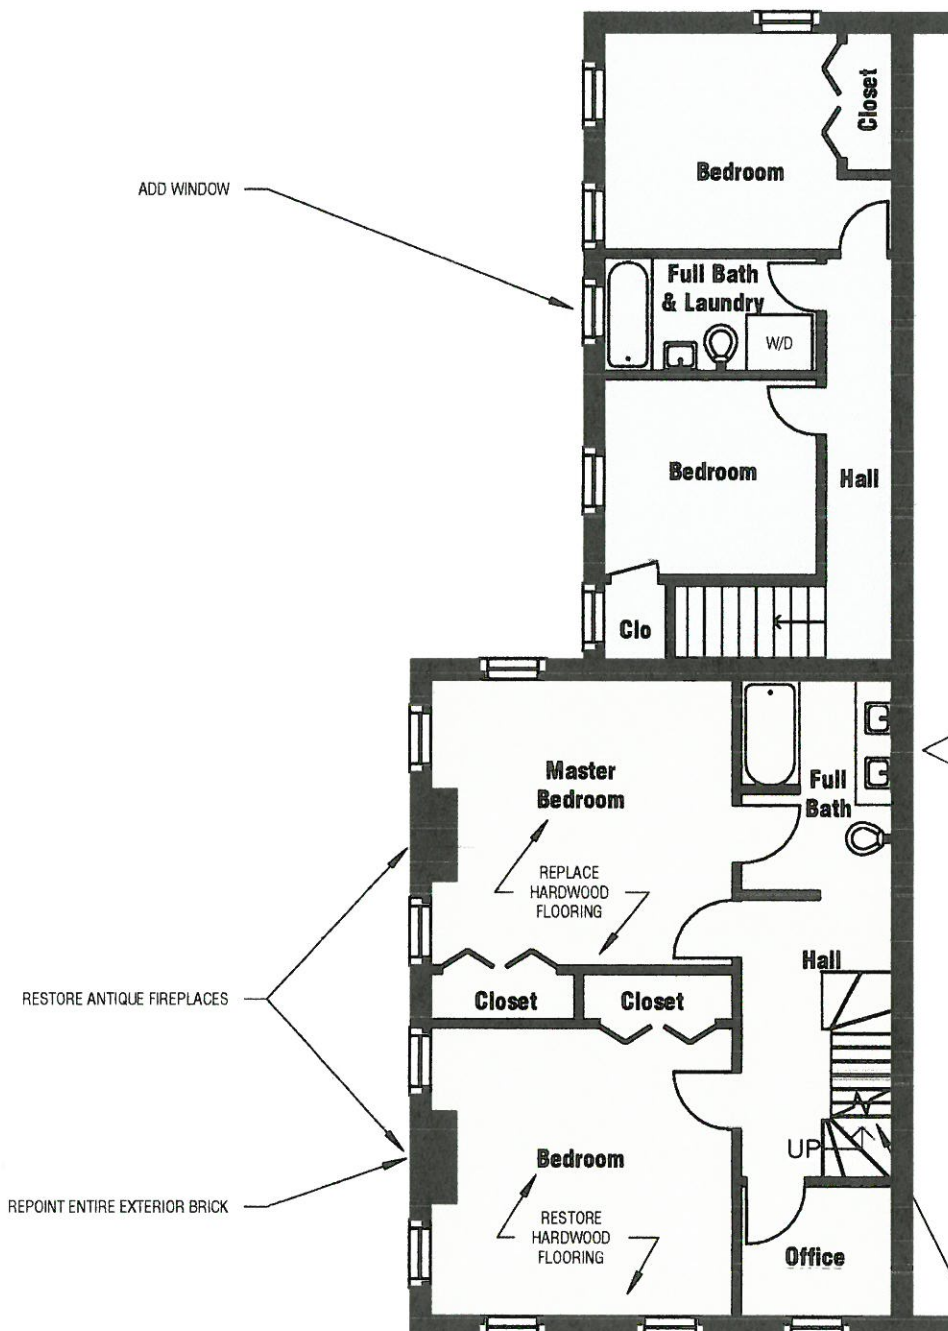 Closet
Bedroom
ADD WINDOW
Full Bath
& Laundry
W/D
Bedroom
Hall
Clo
Master
Bedroom
Full
Bath
REPLACE
HARDWOOD
FLOORING
Hall
RESTORE ANTIQUE FIREPLACES
Closet
Closet
UP
Bedroom
REPOINT ENTIRE EXTERIOR BRICK
RESTORE
HARDWOOD
FLOORING
Office